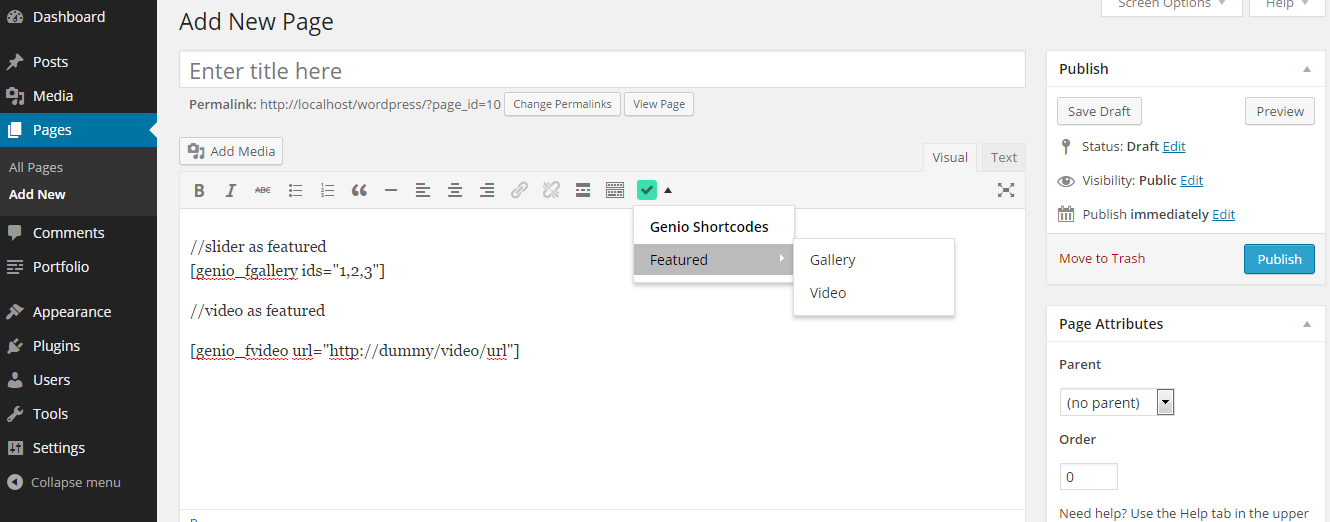 Dashboard
Posts
Media
Pages
All Pages
Add New
Comments
Portfolio
Appearance
Plugins
Users
Tools
Settings
Collapse menu
Screen Options
Help
Add New Page
Enter title here
Permalink: http://localhost/wordpress/?page_id=10 Change Permalinks View Page
Add Media
Visual Text
B I ABC
Genio Shortcodes
Featured
Gallery
Video
//slider as featured
[genio_fgallery ids="1,2,3"]
//video as featured
[genio_fvideo url="http://dummy/video/url"]
Publish
Save Draft Preview
Status: Draft Edit
Visibility: Public Edit
Publish immediately Edit
Move to Trash Publish
Page Attributes
Parent
(no parent)
Order
0
Need help? Use the Help tab in the upper